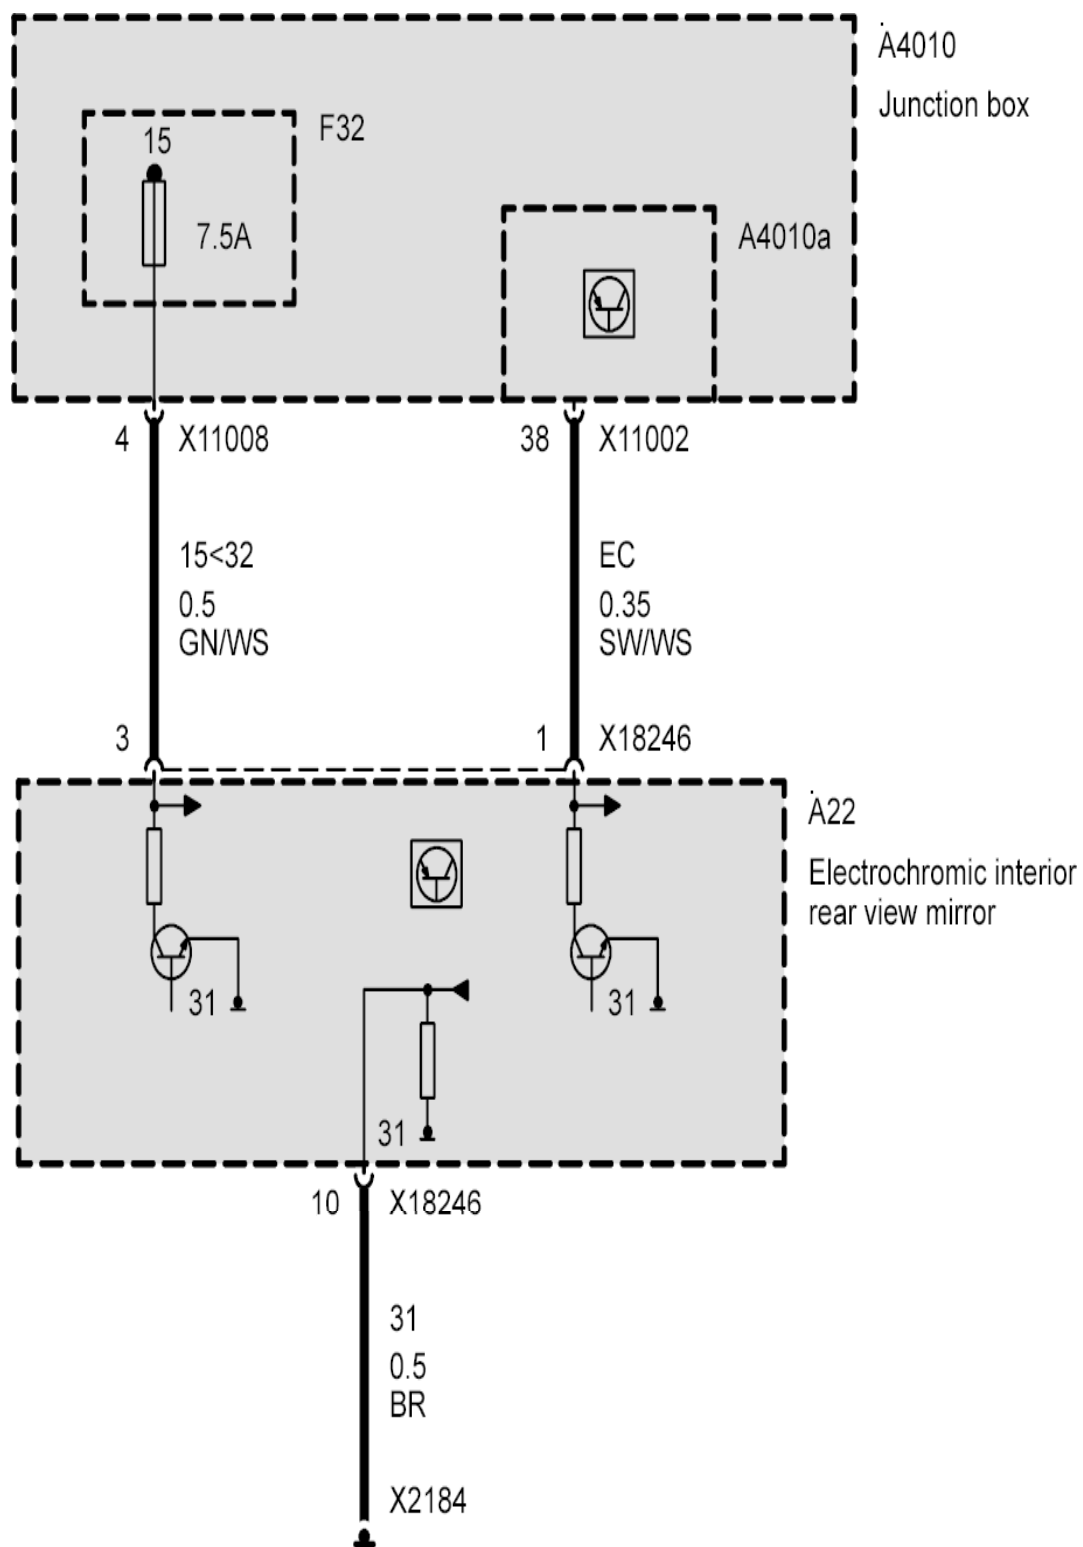 A4010
Junction box
F32
15
7.5A
A4010a
4
X11008
38
X11002
15<32
0.5
GN/WS
EC
0.35
SW/WS
3
1
X18246
A22
Electrochromic interior
rear view mirror
31
31
31
10
X18246
31
0.5
BR
X2184